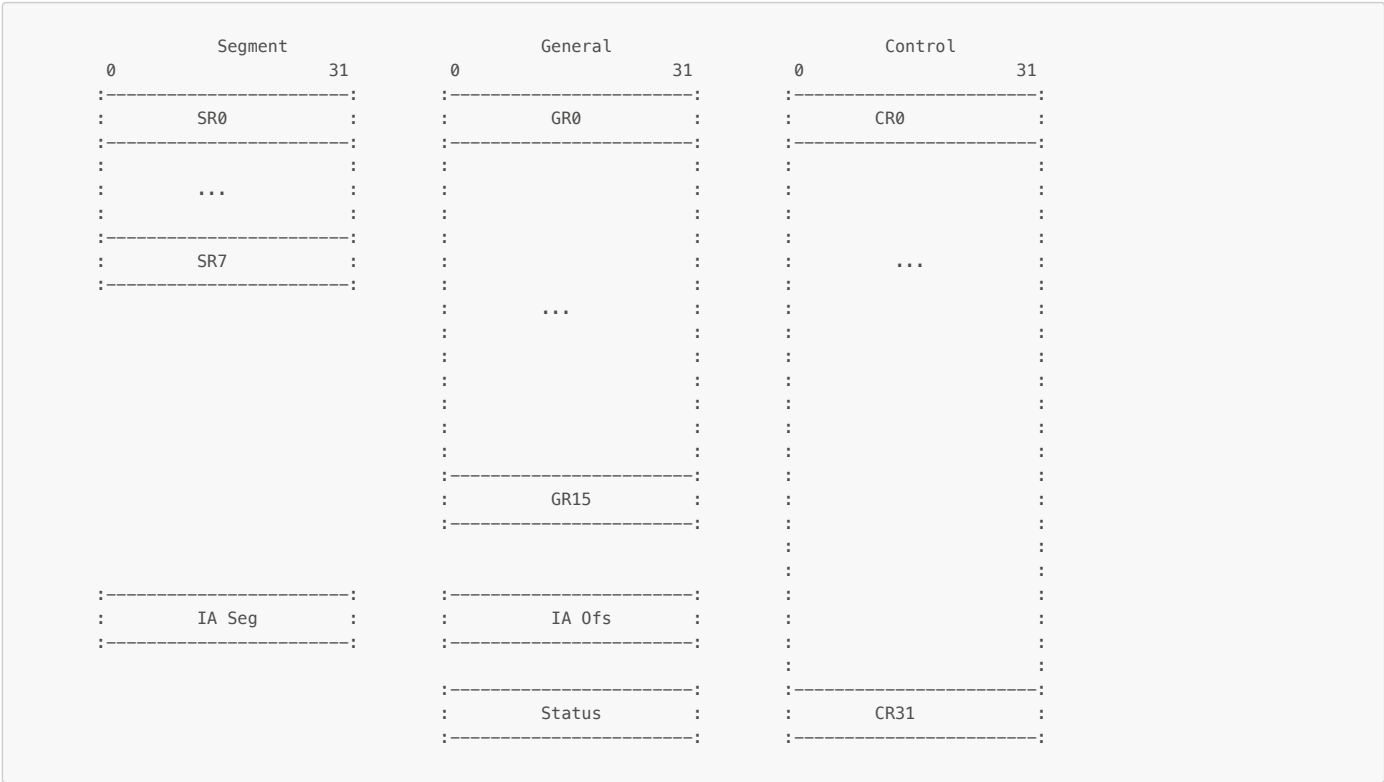 Segment General Control
0 31 0 31 0 31
:------------------------: :------------------------: :------------------------:
: SR0 : : GR0 : : CR0 :
:------------------------: :------------------------: :------------------------:
: : : : : :
: ... : : : : :
: : : : : :
:------------------------: : : : :
: SR7 : : : : ... :
:------------------------: : : : :
: ... : : :
: : : :
: : : :
: : : :
: : : :
: : : :
: : : :
:------------------------: : :
: GR15 : : :
:------------------------: : :
: :
: :
:------------------------: :------------------------: : :
: IA Seg : : IA Ofs : : :
:------------------------: :------------------------: : :
: :
:------------------------: :------------------------:
: Status : : CR31 :
:------------------------: :------------------------: